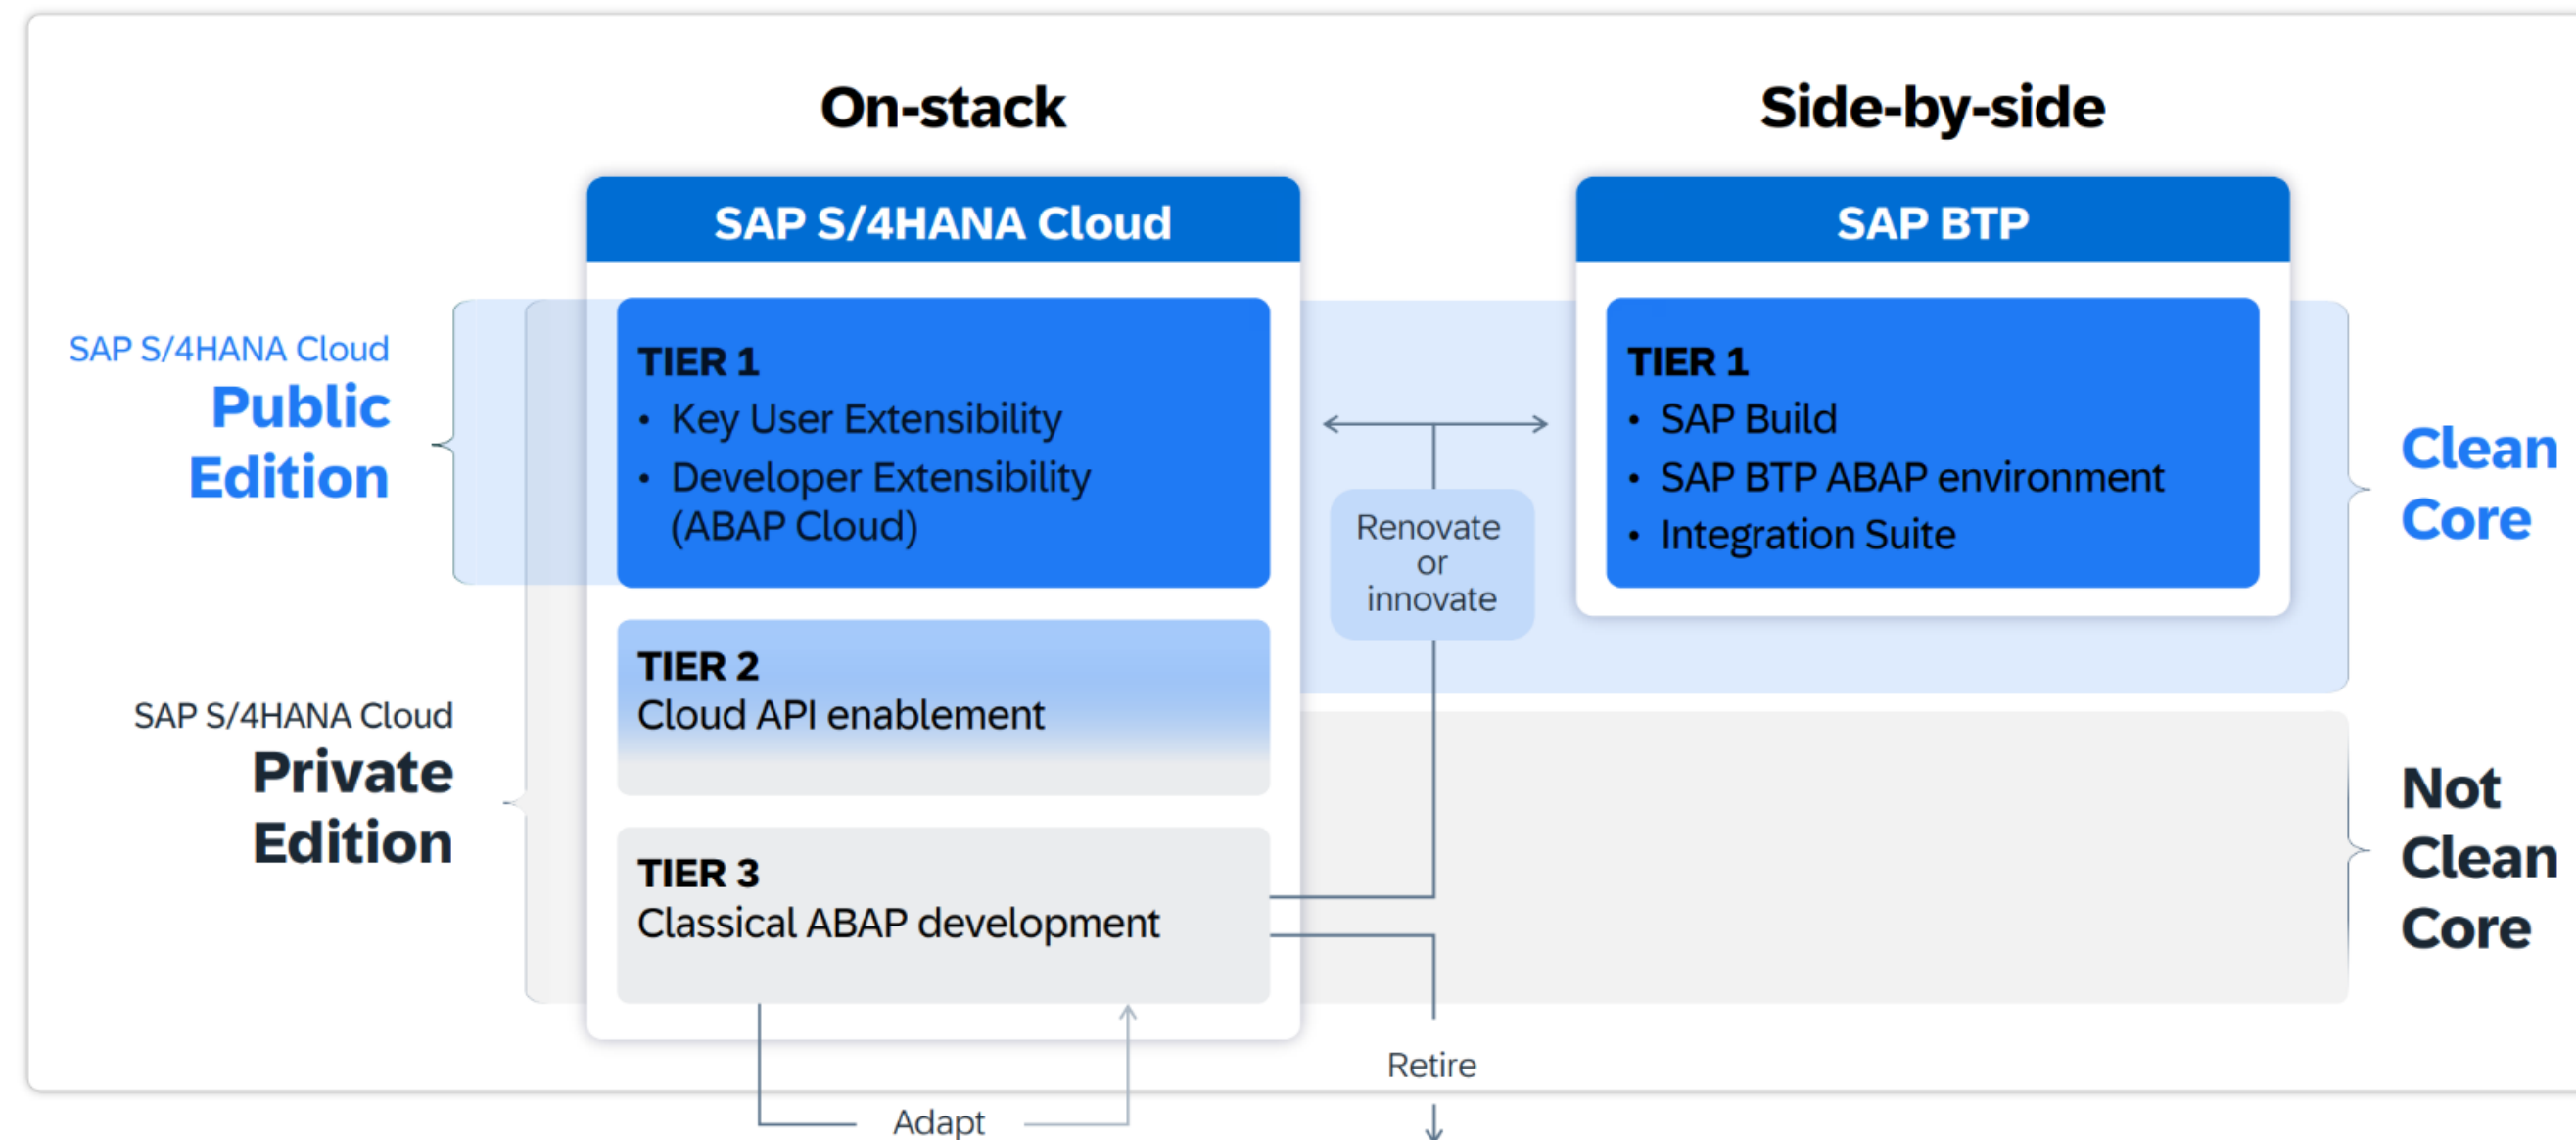 On-stack
Side-by-side
SAP S/4HANA Cloud
SAP BTP
SAP S/4HANA Cloud
Public
Edition
TIER 1
• Key User Extensibility
• Developer Extensibility
(ABAP Cloud)
Renovate
or
innovate
TIER 1
• SAP Build
• SAP BTP ABAP environment
• Integration Suite
Clean
Core
SAP S/4HANA Cloud
Private
Edition
TIER 2
Cloud API enablement
TIER 3
Classical ABAP development
Not
Clean
Core
Retire
Adapt